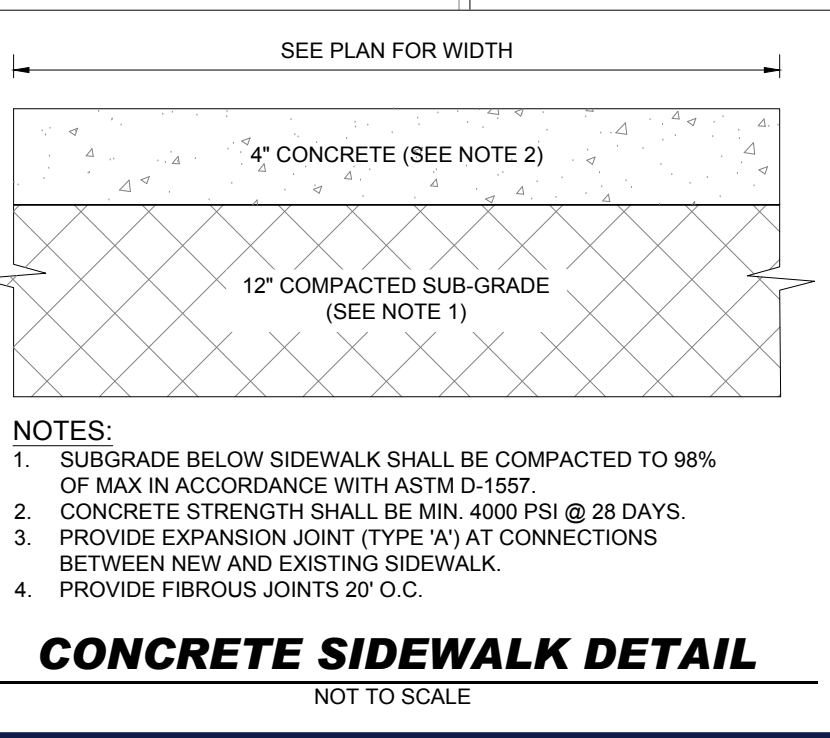 SEE PLAN FOR WIDTH
4" CONCRETE (SEE NOTE 2)
12" COMPACTED SUB-GRADE
(SEE NOTE 1)
NOTES:
1. SUBGRADE BELOW SIDEWALK SHALL BE COMPACTED TO 98%
OF MAX IN ACCORDANCE WITH ASTM D-1557.
2. CONCRETE STRENGTH SHALL BE MIN. 4000 PSI @ 28 DAYS.
3. PROVIDE EXPANSION JOINT (TYPE 'A') AT CONNECTIONS
BETWEEN NEW AND EXISTING SIDEWALK.
4. PROVIDE FIBROUS JOINTS 20' O.C.
CONCRETE SIDEWALK DETAIL
NOT TO SCALE